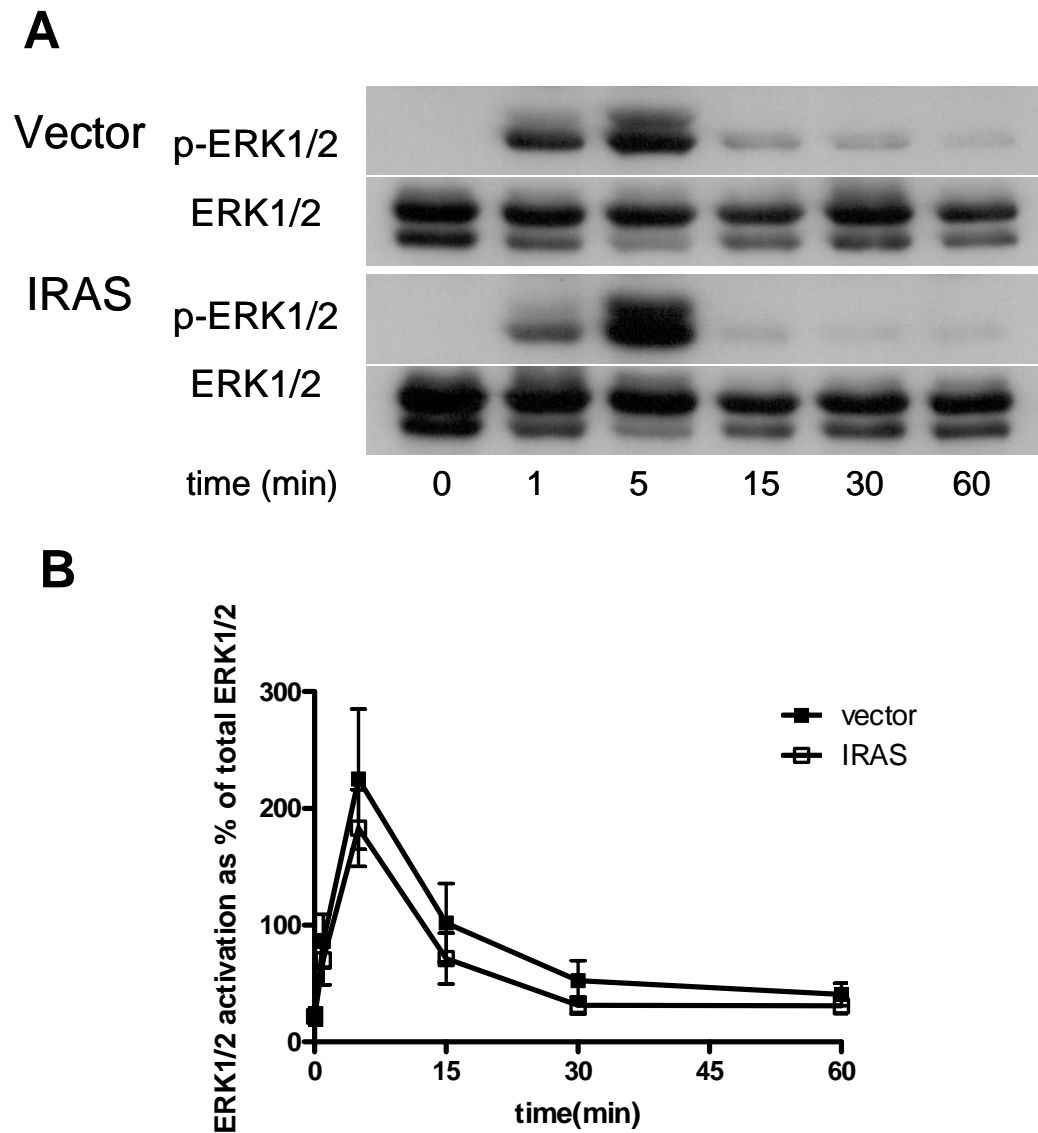 A
Vector p-ERK1/2
ERK1/2
IRAS
p-ERK1/2
ERK1/2
time (min) 0 1 5 15 30 60
B
ERK1/2 activation as % of total ERK1/2
300
200
100
0
0 15 30 45 60
time(min)
vector
IRAS